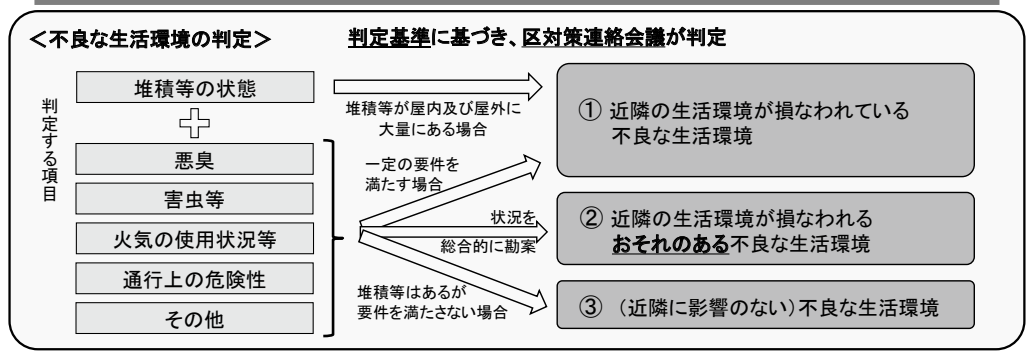 ＜不良な生活環境の判定＞
判定基準に基づき、区対策連絡会議が判定
判定する項目
堆積等の状態
悪臭
害虫等
火気の使用状況等
通行上の危険性
その他
堆積等が屋内及び屋外に
大量にある場合
一定の要件を
満たす場合
状況を
総合的に勘案
堆積等はあるが
要件を満たさない場合
① 近隣の生活環境が損なわれている
不良な生活環境
② 近隣の生活環境が損なわれる
おそれのある不良な生活環境
③ （近隣に影響のない）不良な生活環境